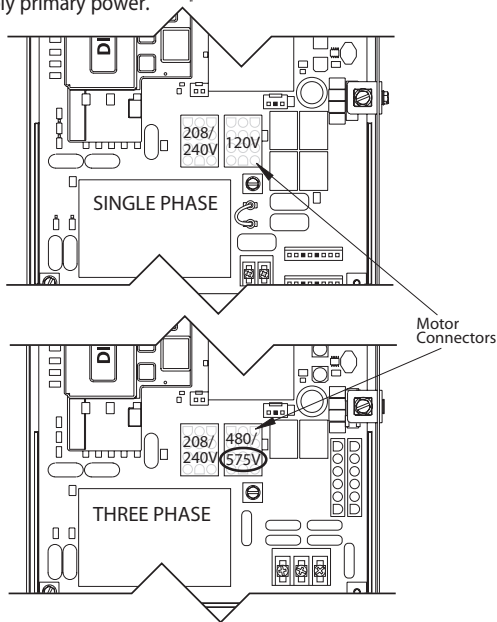 ly primary power.
208/
240V
120V
SINGLE PHASE
Motor
Connectors
208/
240V
480/
575V
THREE PHASE